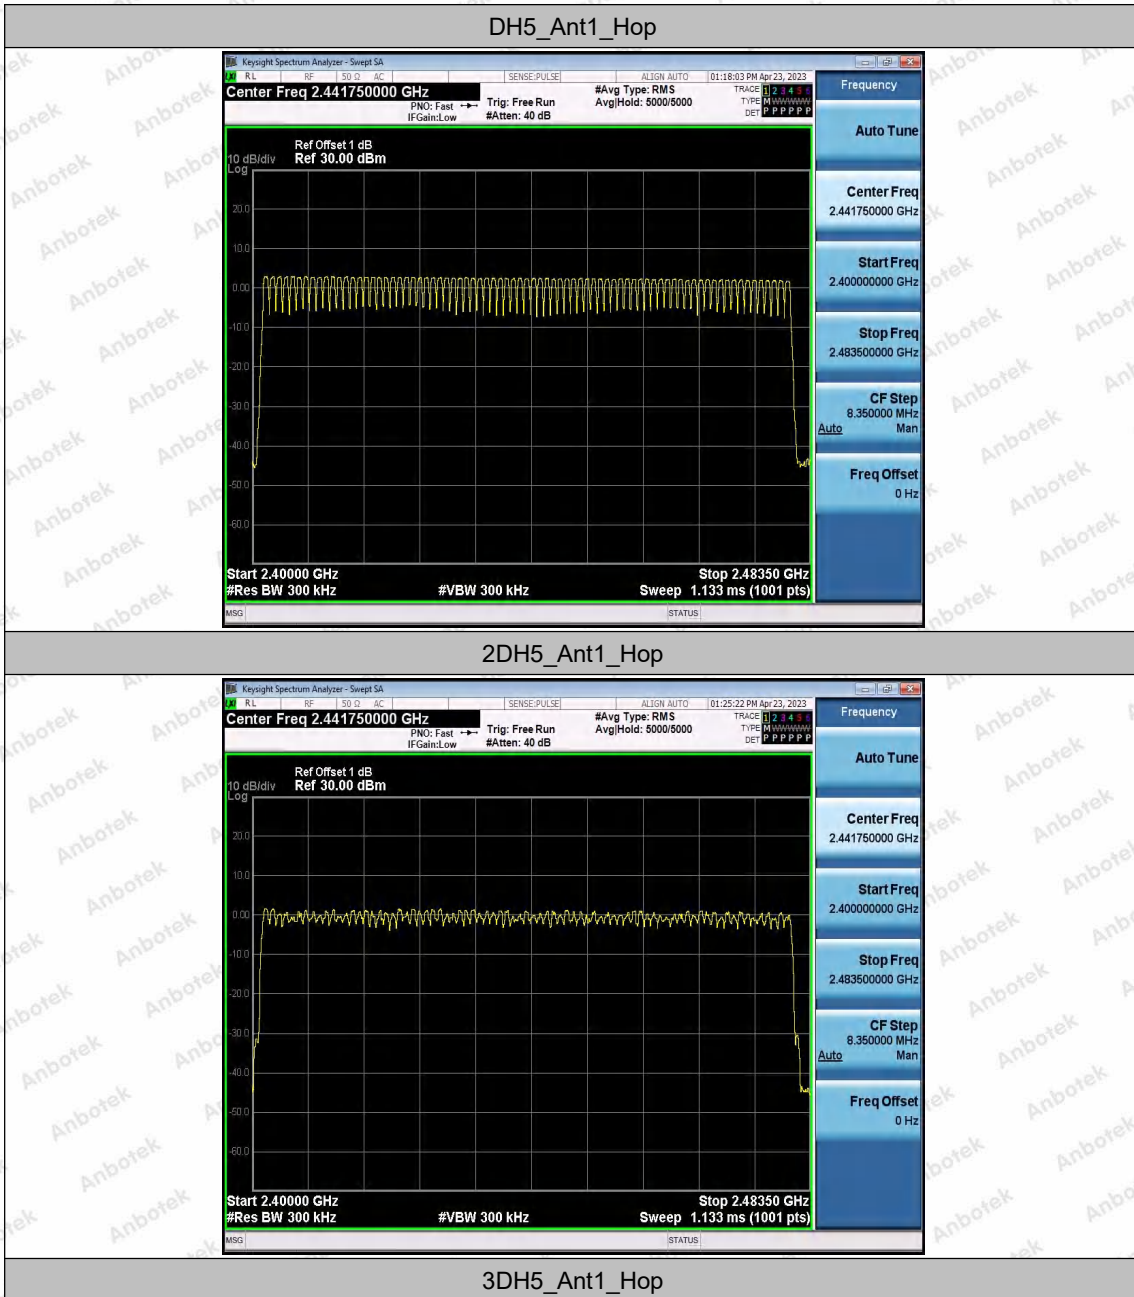 DH5_Ant1_Hop
Keysight Spectrum Analyzer - Swept SA
RL RF 50 Ω AC SENSE:PULSE ALIGN AUTO 01:18:03 PM Apr 23, 2023
Center Freq 2.441750000 GHz #Avg Type: RMS TRACE 1 2 3 4 5 6
PNO: Fast Trig: Free Run Avg|Hold: 5000/5000 TYPE M WWWWW
IFGain:Low #Atten: 40 dB DET P P P P P P
Ref Offset 1 dB
10 dB/div Ref 30.00 dBm
Log
20.0
10.0
0.00
-10.0
-20.0
-30.0
-40.0
-50.0
-60.0
Start 2.40000 GHz Stop 2.48350 GHz
#Res BW 300 kHz #VBW 300 kHz Sweep 1.133 ms (1001 pts)
MSG STATUS
Frequency
Auto Tune
Center Freq
2.441750000 GHz
Start Freq
2.400000000 GHz
Stop Freq
2.483500000 GHz
CF Step
8.350000 MHz
Auto Man
Freq Offset
0 Hz
2DH5_Ant1_Hop
Keysight Spectrum Analyzer - Swept SA
RL RF 50 Ω AC SENSE:PULSE ALIGN AUTO 01:25:22 PM Apr 23, 2023
Center Freq 2.441750000 GHz #Avg Type: RMS TRACE 1 2 3 4 5 6
PNO: Fast Trig: Free Run Avg|Hold: 5000/5000 TYPE M WWWWW
IFGain:Low #Atten: 40 dB DET P P P P P P
Ref Offset 1 dB
10 dB/div Ref 30.00 dBm
Log
20.0
10.0
0.00
-10.0
-20.0
-30.0
-40.0
-50.0
-60.0
Start 2.40000 GHz Stop 2.48350 GHz
#Res BW 300 kHz #VBW 300 kHz Sweep 1.133 ms (1001 pts)
MSG STATUS
Frequency
Auto Tune
Center Freq
2.441750000 GHz
Start Freq
2.400000000 GHz
Stop Freq
2.483500000 GHz
CF Step
8.350000 MHz
Auto Man
Freq Offset
0 Hz
3DH5_Ant1_Hop
Anbotek